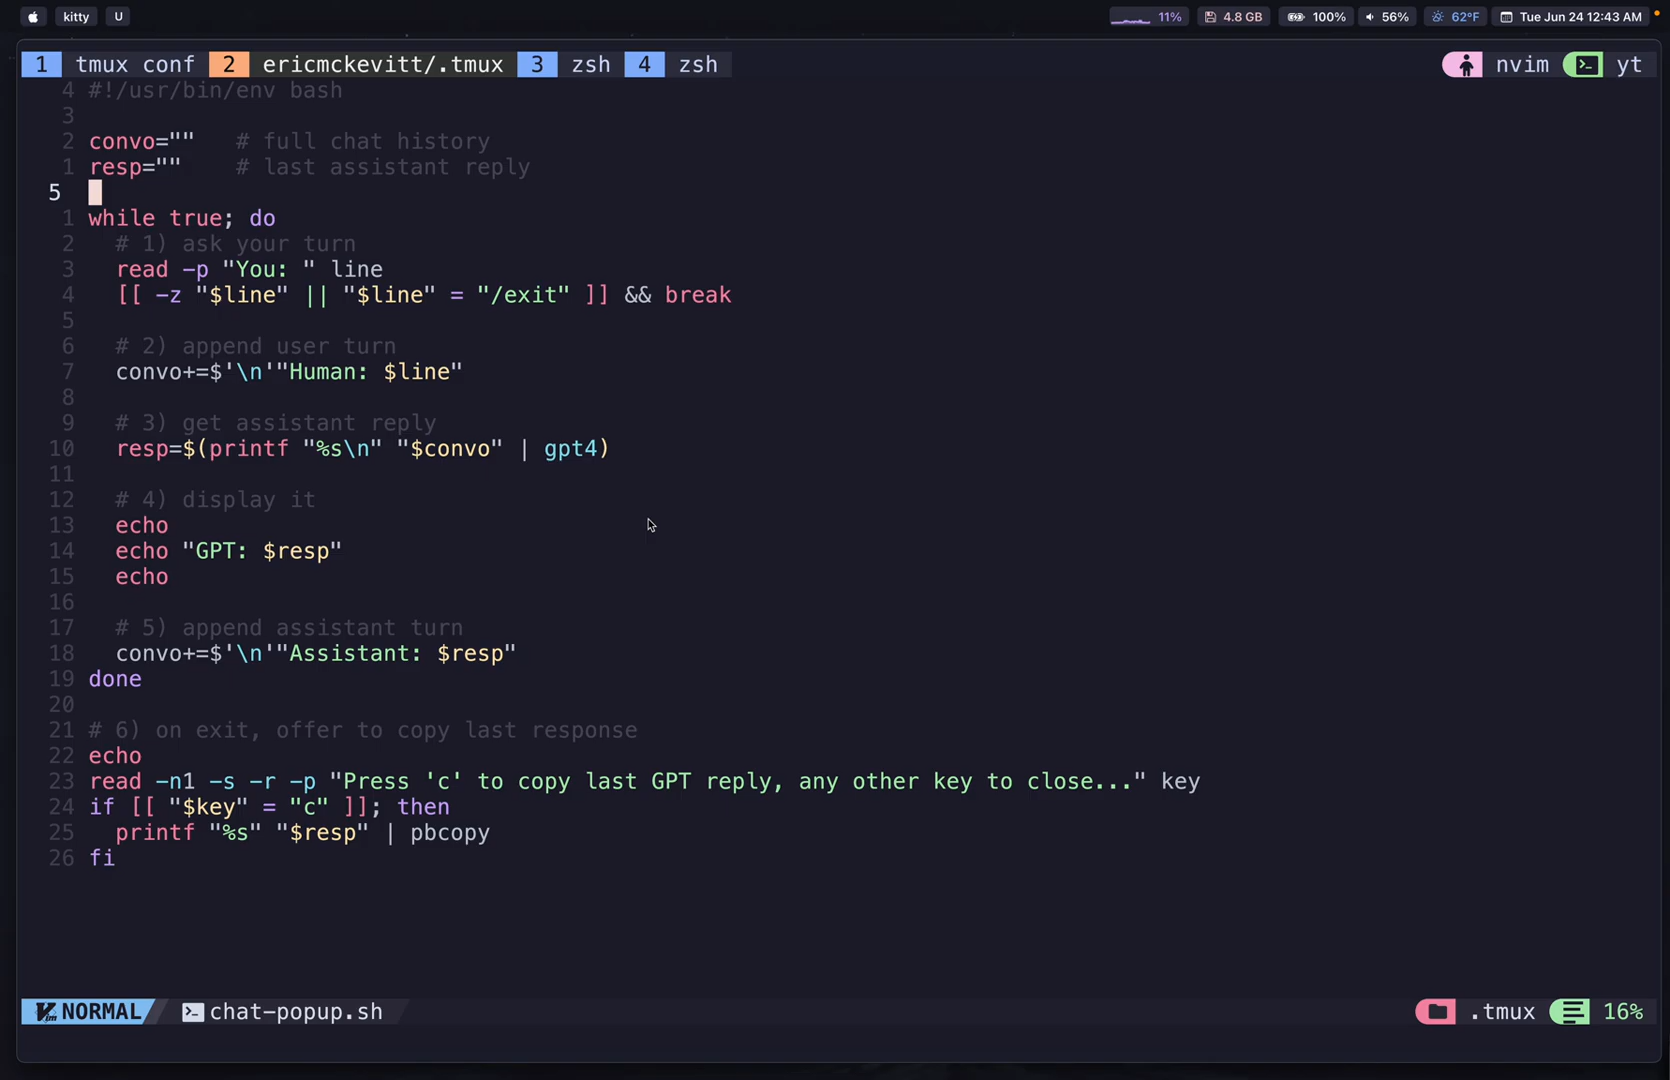 kitty U 11% 4.8 GB 100% 56% 62°F Tue Jun 24 12:43 AM
1 tmux conf 2 ericmckevitt/.tmux 3 zsh 4 zsh nvim yt
4 #!/usr/bin/env bash
3
2 convo="" # full chat history
1 resp="" # last assistant reply
5
1 while true; do
2 # 1) ask your turn
3 read -p "You: " line
4 [[ -z "$line" || "$line" = "/exit" ]] && break
5
6 # 2) append user turn
7 convo+=$'\n'"Human: $line"
8
9 # 3) get assistant reply
10 resp=$(printf "%s\n" "$convo" | gpt4)
11
12 # 4) display it
13 echo
14 echo "GPT: $resp"
15 echo
16
17 # 5) append assistant turn
18 convo+=$'\n'"Assistant: $resp"
19 done
20
21 # 6) on exit, offer to copy last response
22 echo
23 read -n1 -s -r -p "Press 'c' to copy last GPT reply, any other key to close..." key
24 if [[ "$key" = "c" ]]; then
25 printf "%s" "$resp" | pbcopy
26 fi
NORMAL chat-popup.sh .tmux 16%